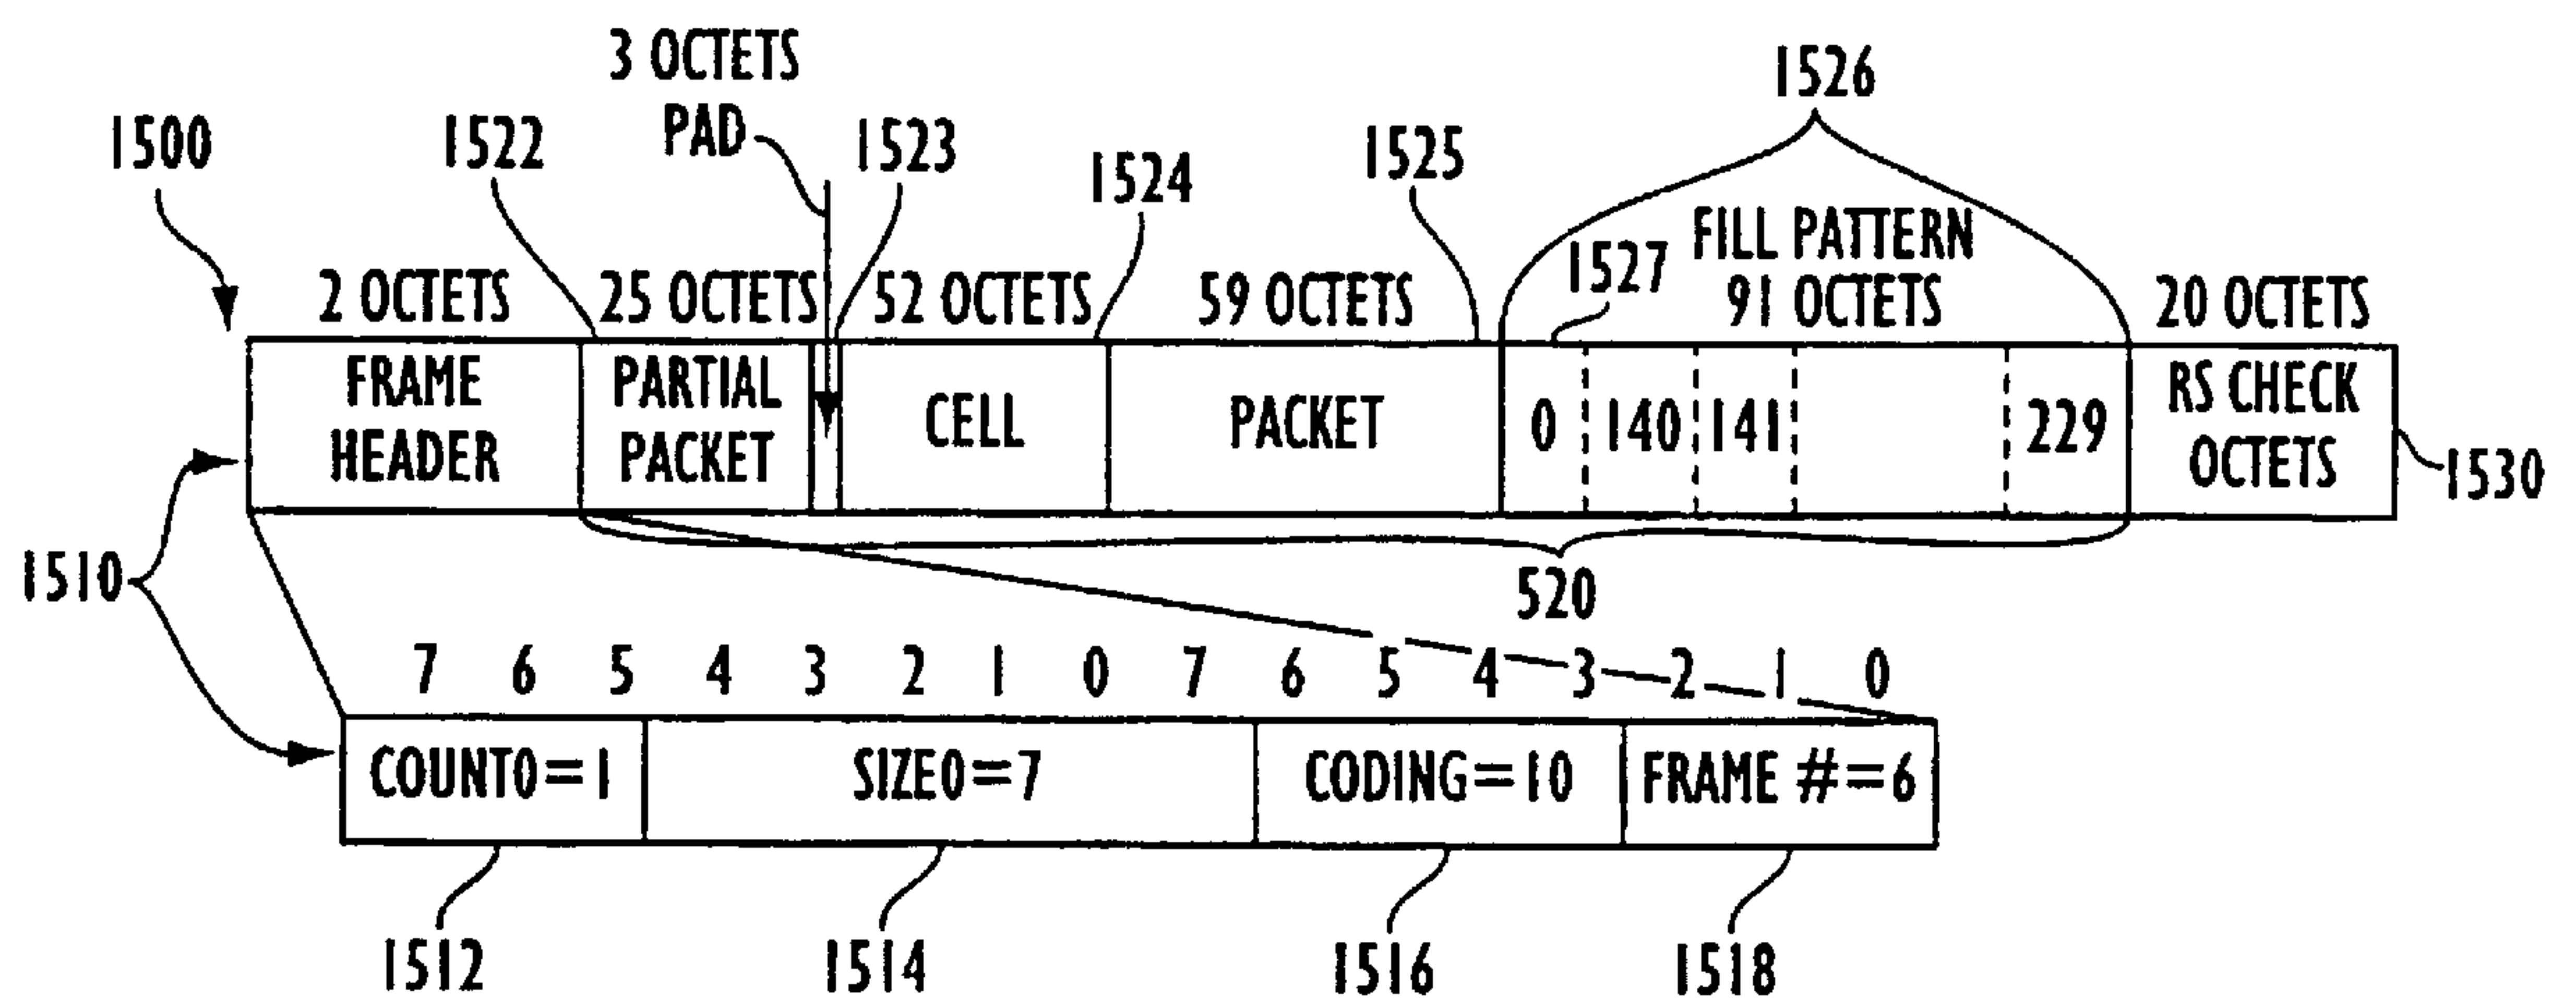 3 OCTETS
PAD
1526
1500
1522
1523
1524
1525
1527
FILL PATTERN
2 OCTETS
25 OCTETS
52 OCTETS
59 OCTETS
91 OCTETS
20 OCTETS
FRAME
HEADER
PARTIAL
PACKET
CELL
PACKET
0
140
141
229
RS CHECK
OCTETS
1530
1510
520
7 6 5 4 3 2 1 0 7 6 5 4 3 2 1 0
COUNT0=1
SIZE0=7
CODING=10
FRAME #=6
1512
1514
1516
1518